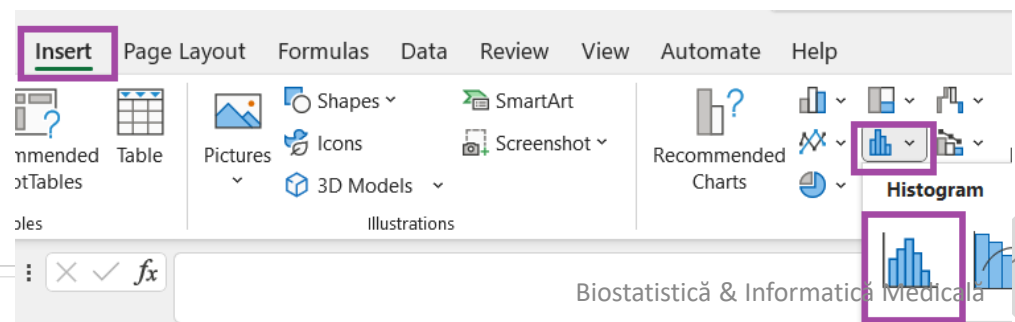 Insert Page Layout Formulas Data Review View Automate Help
Shapes
SmartArt
Icons
Screenshot
3D Models
mmended
otTables
Table
Pictures
Recommended
Charts
Histogram
bles
Illustrations
fx
Biostatistică & Informatică Medicală